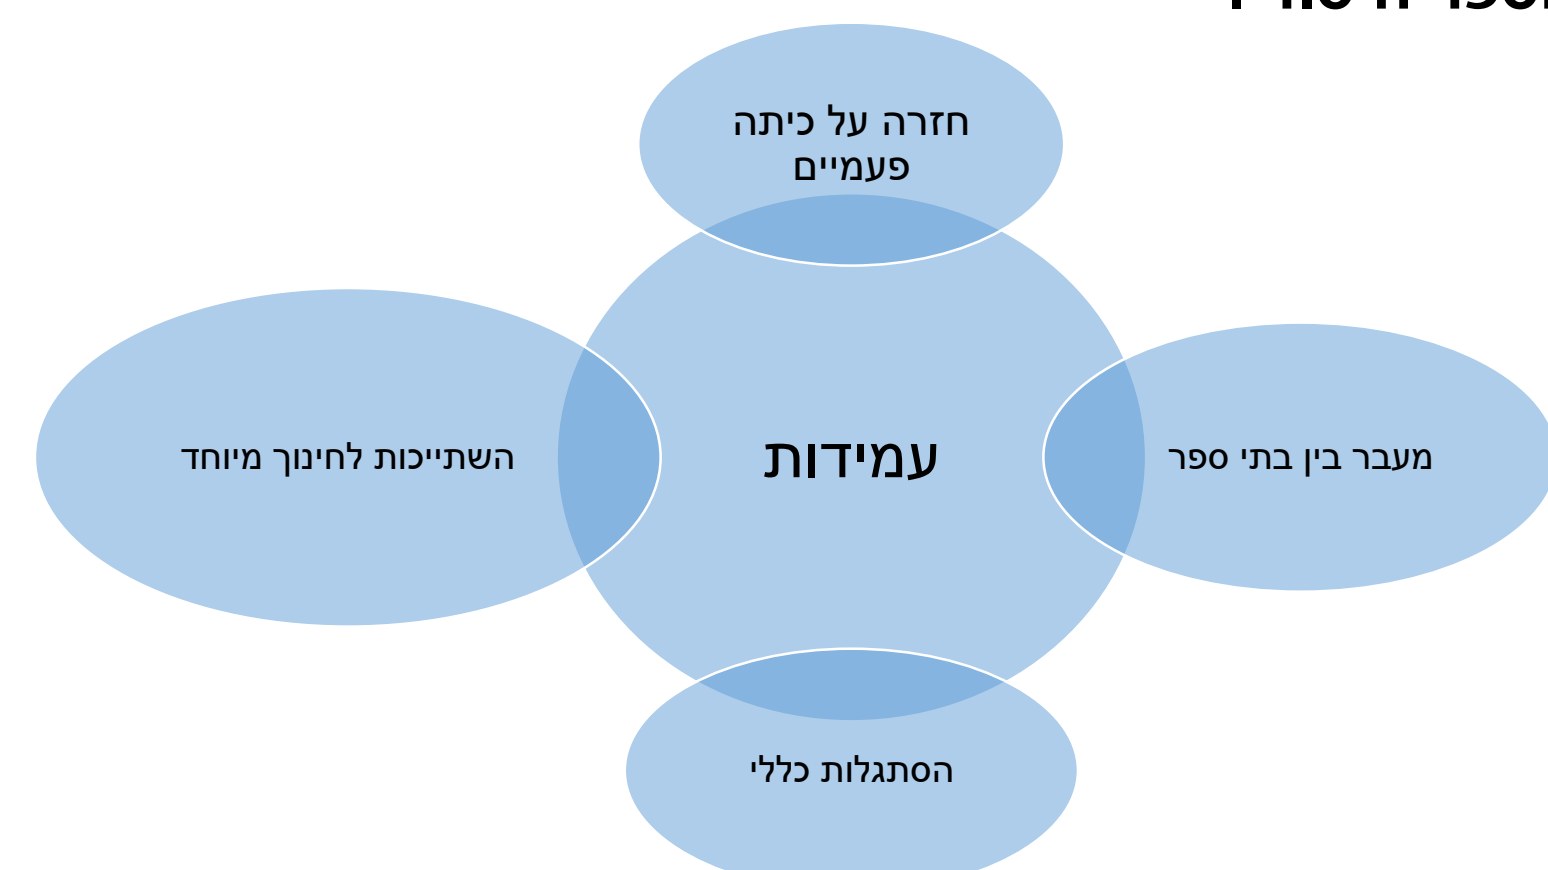 חזרה על כיתה
פעמיים
מעבר בין בתי ספר
עמידות
השתייכות לחינוך מיוחד
הסתגלות כללי